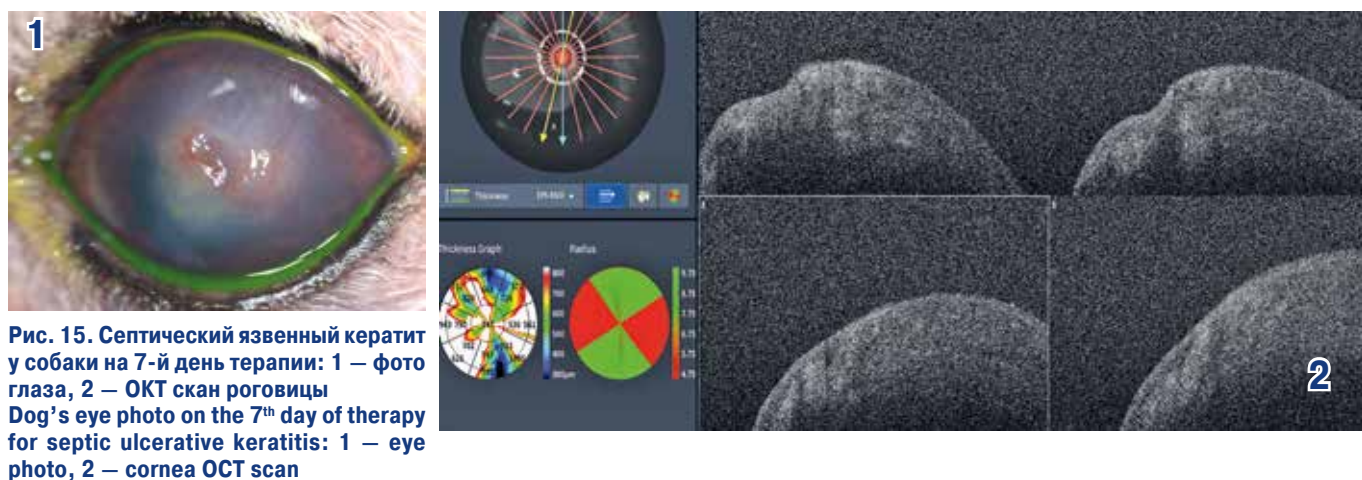 1
Thickness
Thickness Graph
Radius
2
Рис. 15. Септический язвенный кератит
у собаки на 7-й день терапии: 1 — фото
глаза, 2 — ОКТ скан роговицы
Dog’s eye photo on the 7th day of therapy
for septic ulcerative keratitis: 1 — eye
photo, 2 — cornea OCT scan